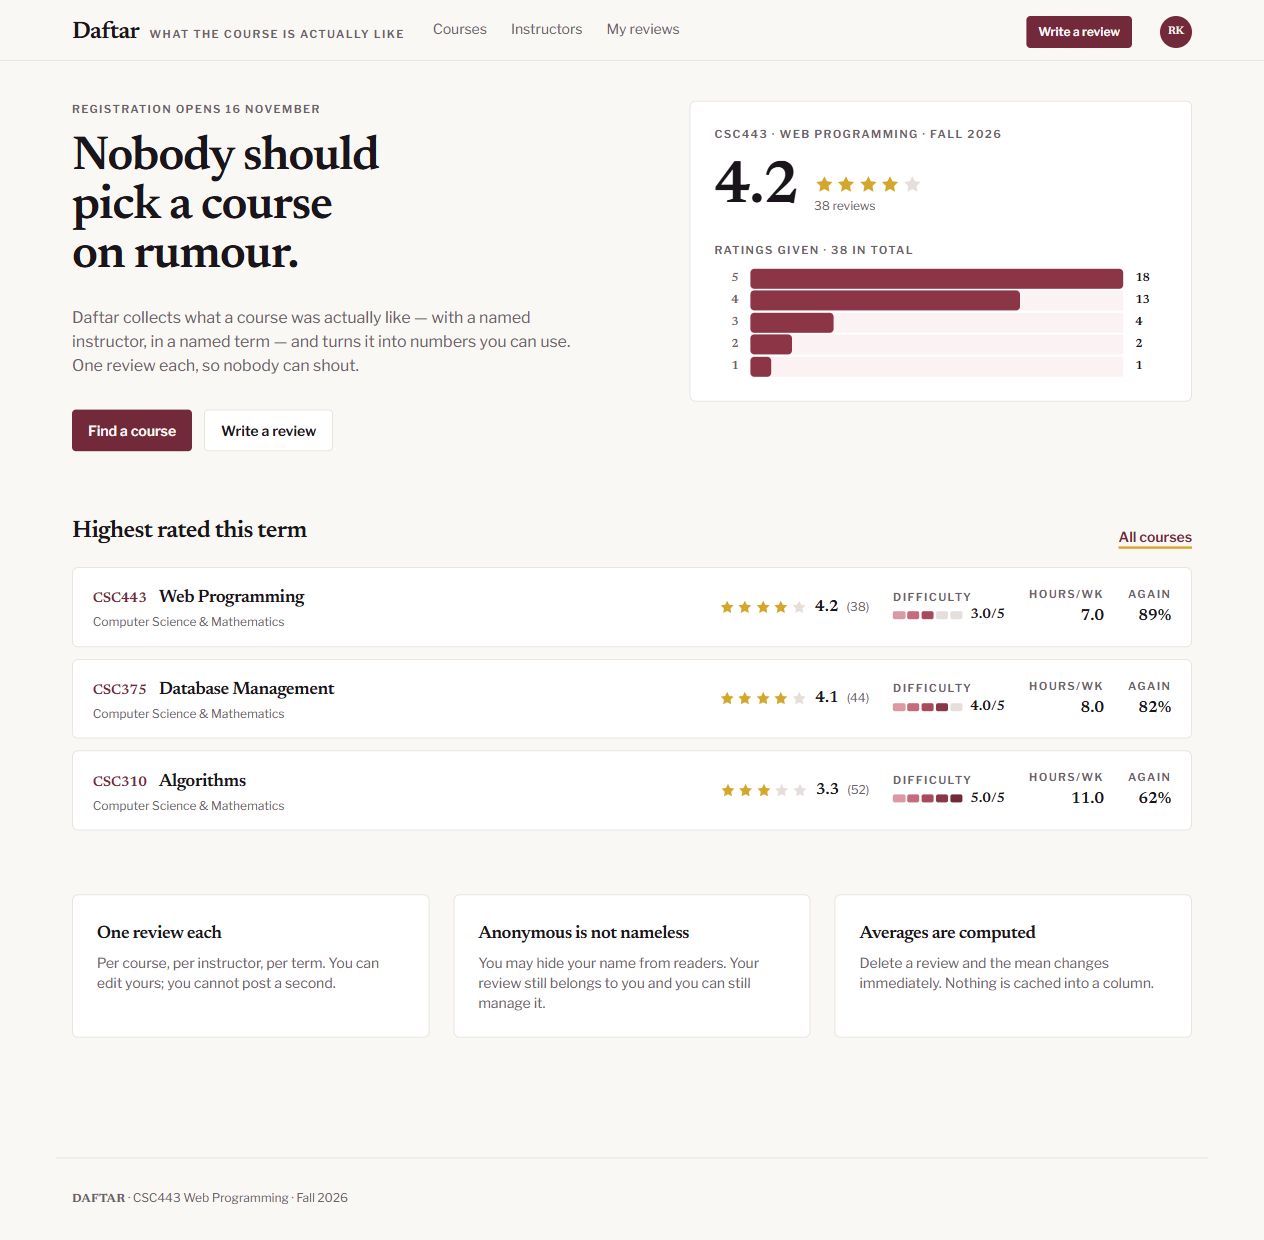 Daftar WHAT THE COURSE IS ACTUALLY LIKE Courses Instructors My reviews Write a review RK
REGISTRATION OPENS 16 NOVEMBER
Nobody should
pick a course
on rumour.
Daftar collects what a course was actually like — with a named
instructor, in a named term — and turns it into numbers you can use.
One review each, so nobody can shout.
Find a course Write a review
CSC443 · WEB PROGRAMMING · FALL 2026
4.2
38 reviews
RATINGS GIVEN · 38 IN TOTAL
5 18
4 13
3 4
2 2
1 1
Highest rated this term
All courses
CSC443 Web Programming
Computer Science & Mathematics
4.2 (38)
DIFFICULTY
3.0/5
HOURS/WK
7.0
AGAIN
89%
CSC375 Database Management
Computer Science & Mathematics
4.1 (44)
DIFFICULTY
4.0/5
HOURS/WK
8.0
AGAIN
82%
CSC310 Algorithms
Computer Science & Mathematics
3.3 (52)
DIFFICULTY
5.0/5
HOURS/WK
11.0
AGAIN
62%
One review each
Per course, per instructor, per term. You can
edit yours; you cannot post a second.
Anonymous is not nameless
You may hide your name from readers. Your
review still belongs to you and you can still
manage it.
Averages are computed
Delete a review and the mean changes
immediately. Nothing is cached into a column.
DAFTAR · CSC443 Web Programming · Fall 2026